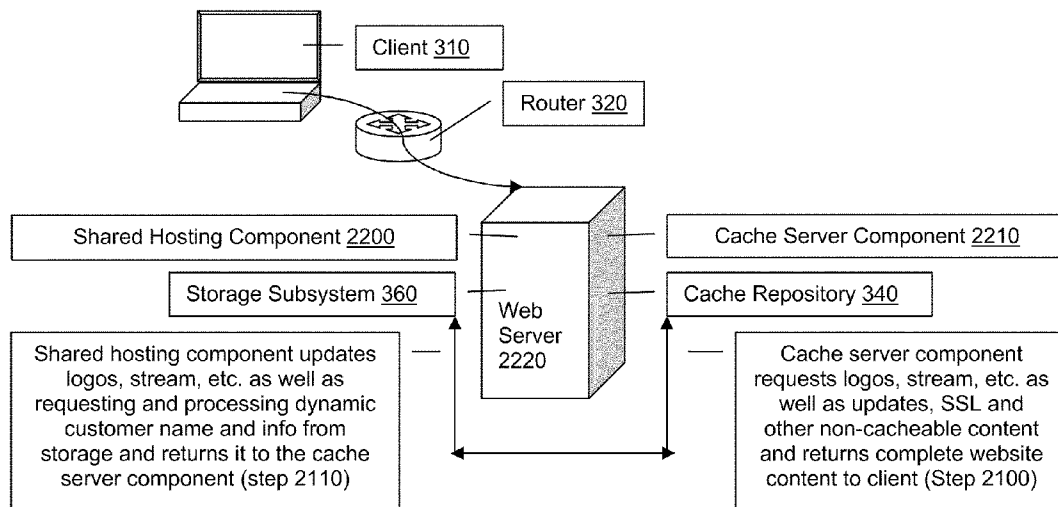 Client 310
Router 320
Shared Hosting Component 2200
Cache Server Component 2210
Storage Subsystem 360
Cache Repository 340
Web
Server
2220
Shared hosting component updates
logos, stream, etc. as well as
requesting and processing dynamic
customer name and info from
storage and returns it to the cache
server component (step 2110)
Cache server component
requests logos, stream, etc. as
well as updates, SSL and
other non-cacheable content
and returns complete website
content to client (Step 2100)